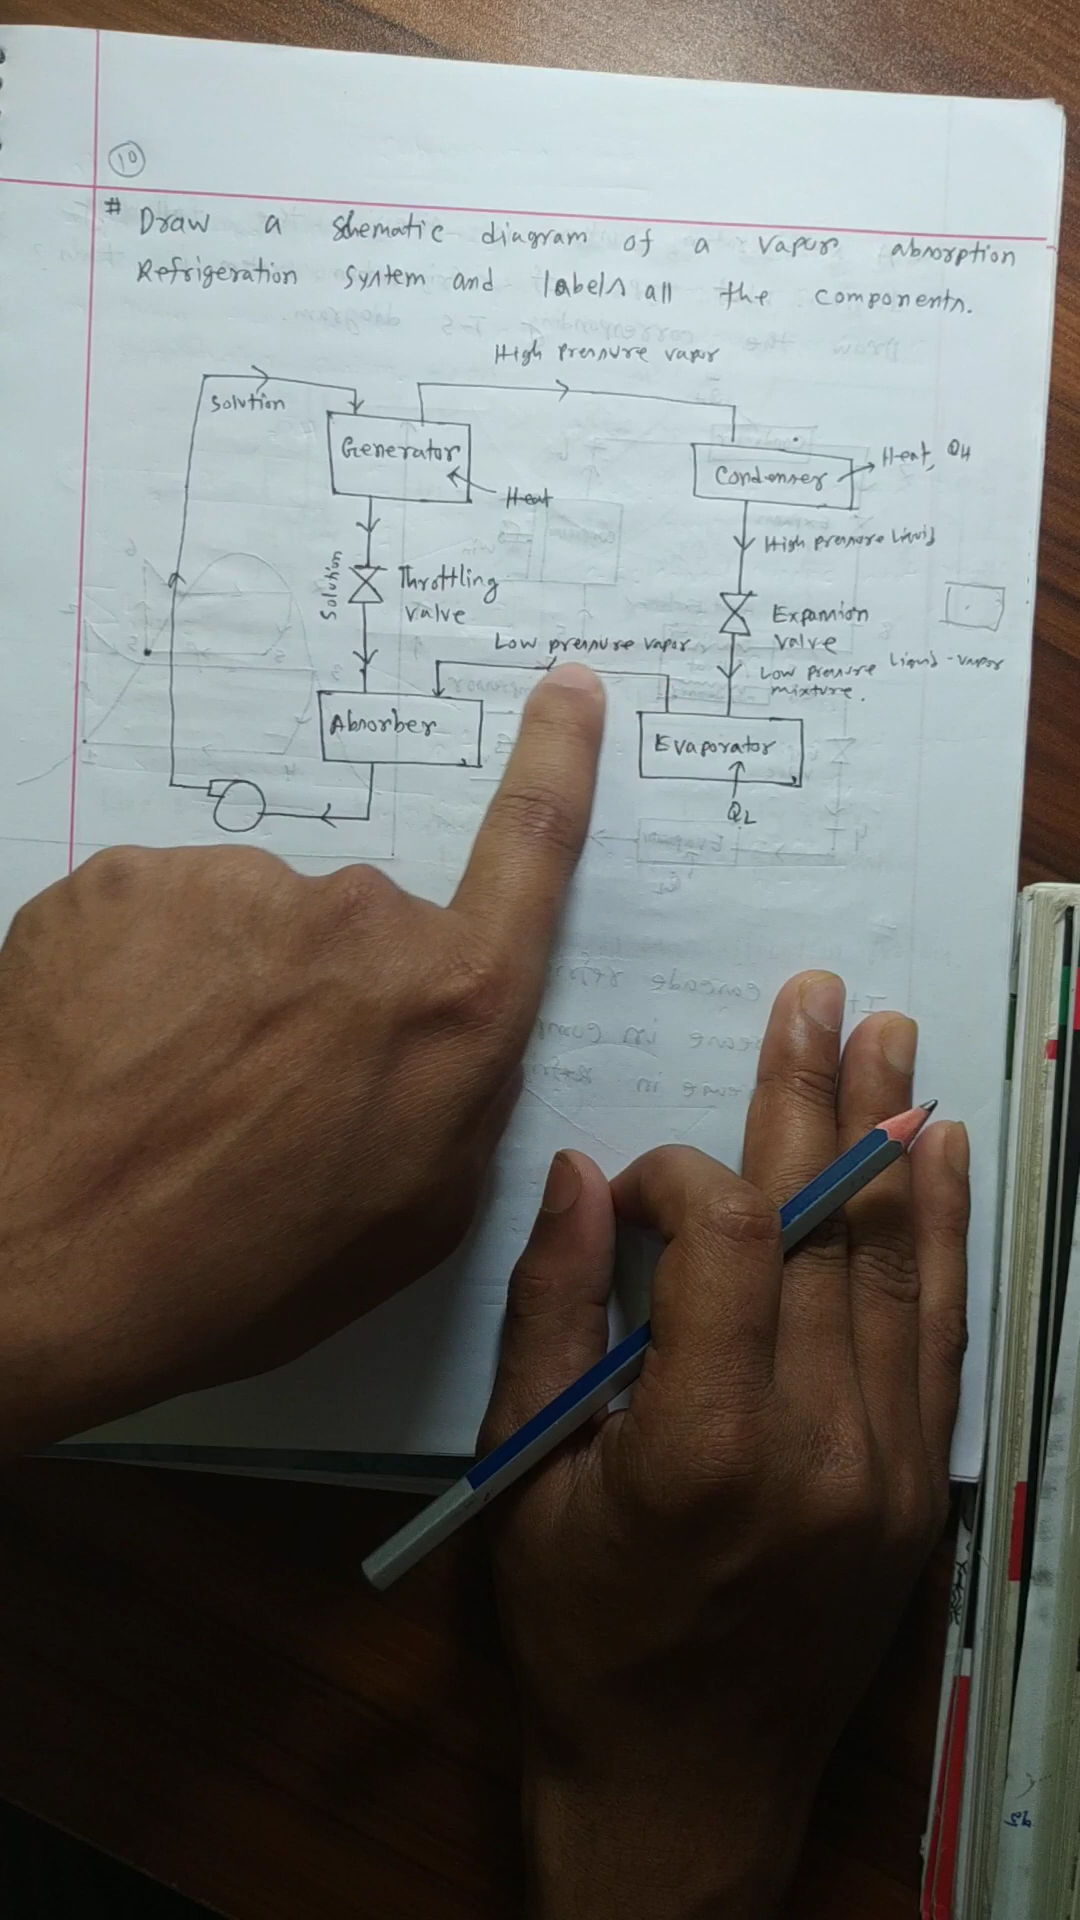 10
# Draw a schematic diagram of a vapur absorption
Refrigeration system and labels all the components.
High pressure vapor
Solution
Generator
Heat
Condenser
Heat, QH
High pressure Liquid
Solution
Throttling
valve
Expansion
valve
Low pressure vapor
Low pressure Liquid-vapor
mixture.
Absorber
Evaporator
QL